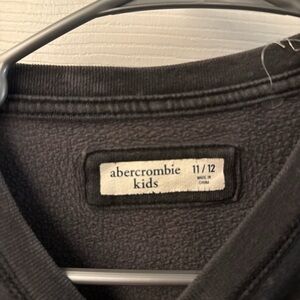 abercrombie
kids
11 / 12
MADE IN
CHINA